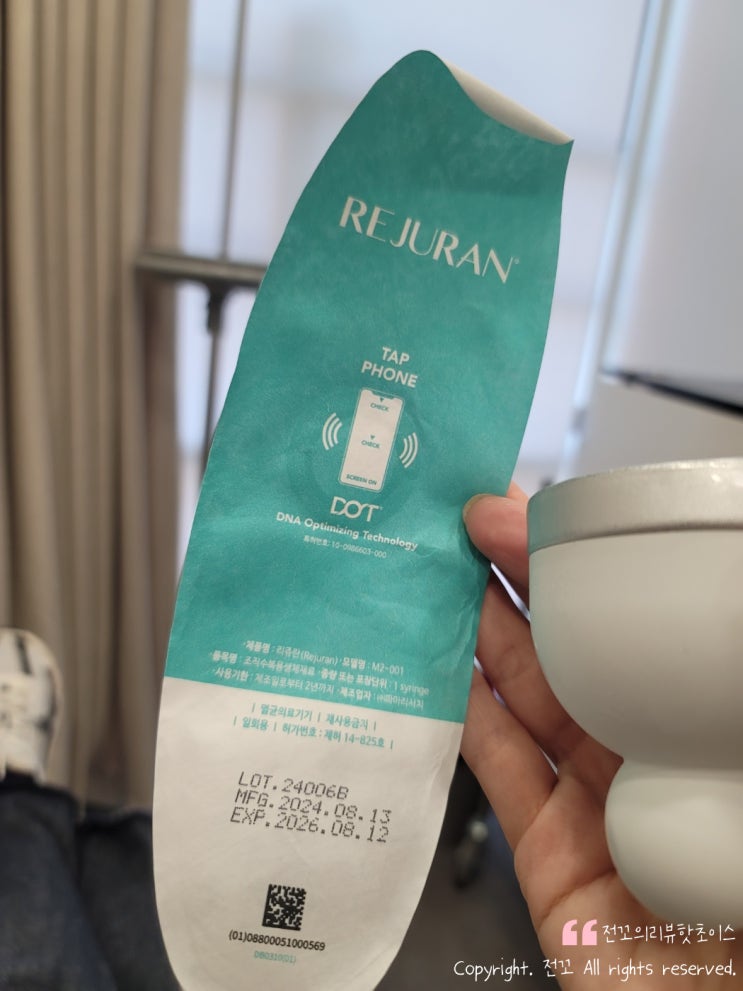 REJURAN®
TAP
PHONE
CHECK
CHECK
SCREEN ON
DOT®
DNA Optimizing Technology
특허번호: 10-0986603-000
·제품명 : 리쥬란(Rejuran) ·모델명 : M2-001
·품목명 : 조직수복용생체재료 ·중량 또는 포장단위 : 1 syringe
·사용기한 : 제조일로부터 2년까지 ·제조업자 : ㈜파마리서치
| 멸균의료기기 | 재사용금지 |
| 일회용 | 허가번호 : 제허 14-825호 |
LOT.24006B
MFG.2024.08.13
EXP.2026.08.12
(01)08800051000569
DB0310(01)
전꼬의리뷰핫초이스
Copyright. 전꼬 All rights reserved.